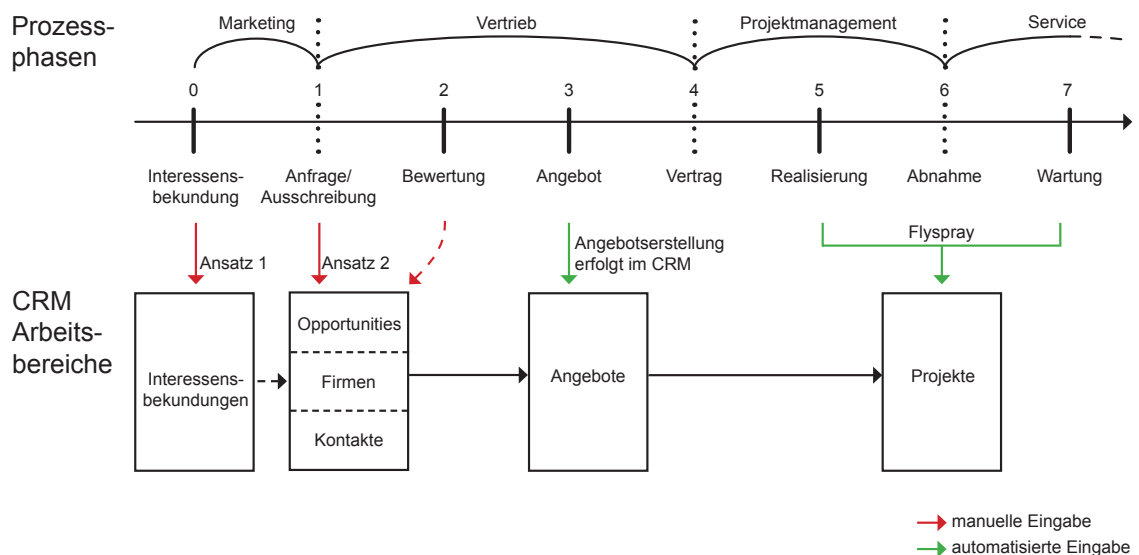 Prozess-
phasen
Marketing
Vertrieb
Projektmanagement
Service
0
1
2
3
4
5
6
7
Interessens-
bekundung
Anfrage/
Ausschreibung
Bewertung
Angebot
Vertrag
Realisierung
Abnahme
Wartung
Ansatz 1
Ansatz 2
Angebotserstellung
erfolgt im CRM
Flyspray
CRM
Arbeits-
bereiche
Interessens-
bekundungen
Opportunities
Firmen
Kontakte
Angebote
Projekte
manuelle Eingabe
automatisierte Eingabe